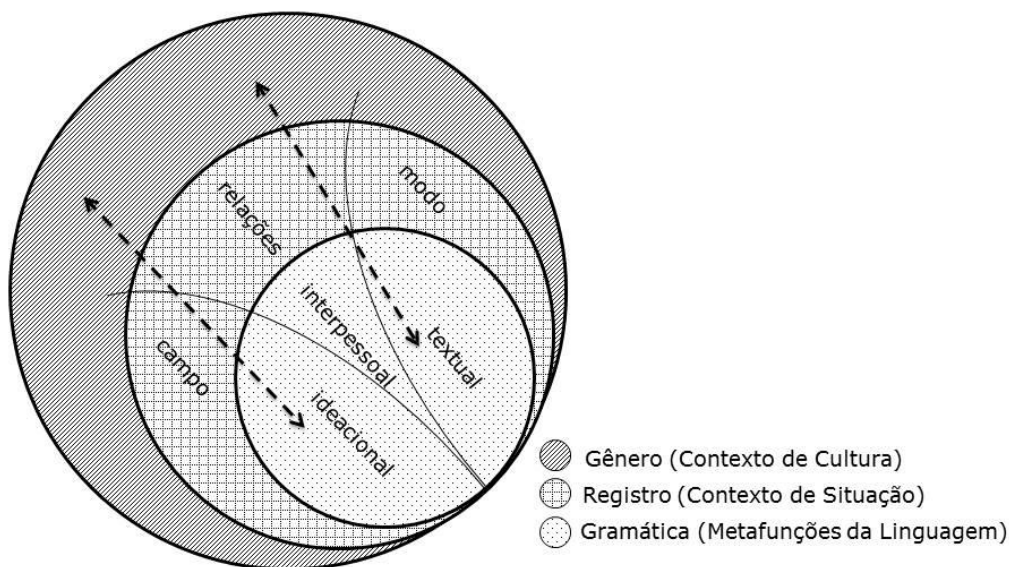 relações
modo
campo
interpessoal
textual
ideacional
Gênero (Contexto de Cultura)
Registro (Contexto de Situação)
Gramática (Metafunções da Linguagem)